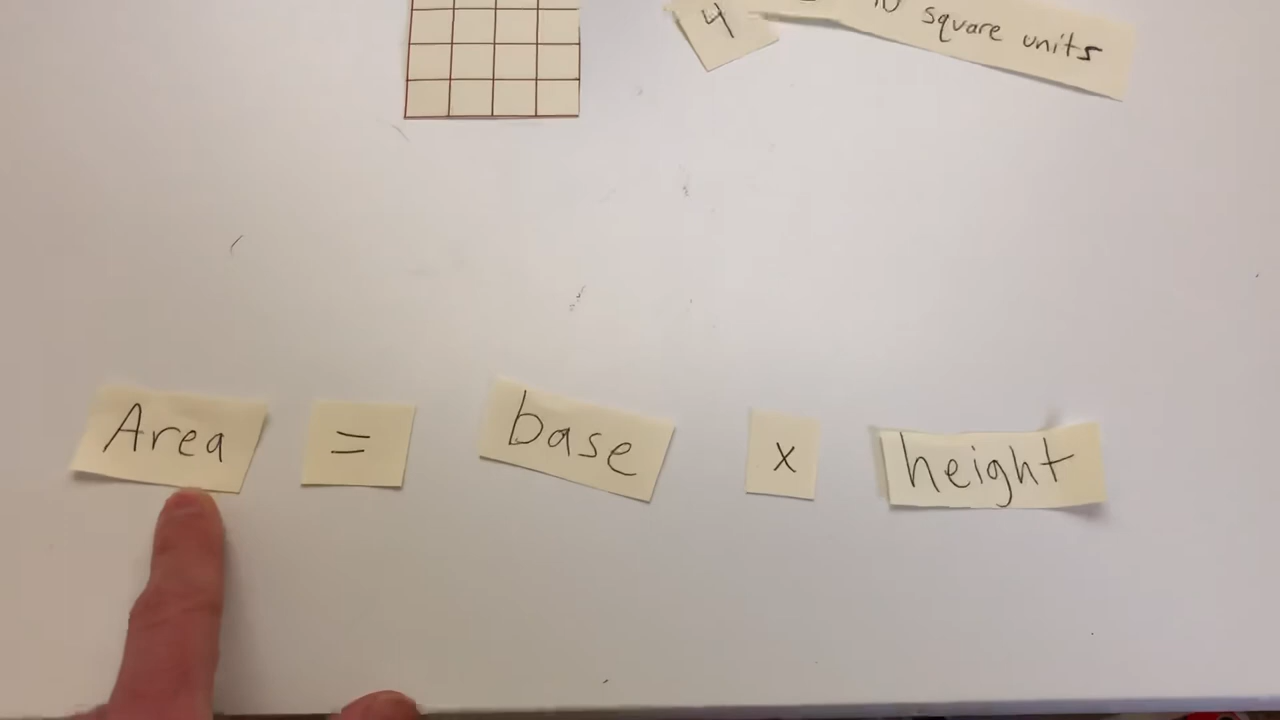 4 square units
Area = base x height